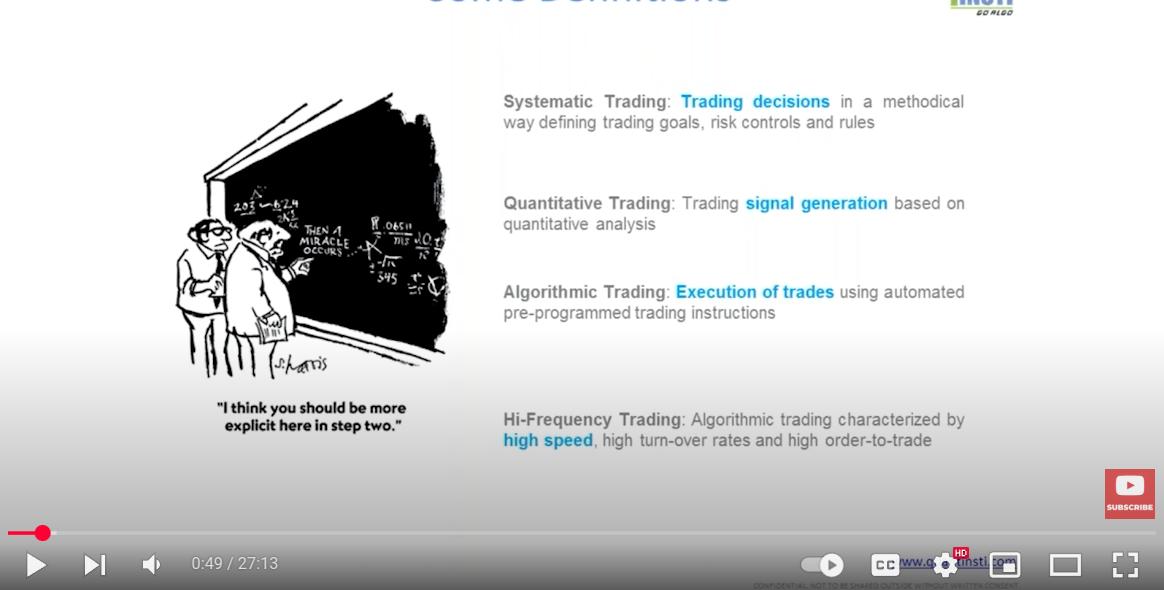 Some Definitions
INSTI
GO ALGO
Systematic Trading: Trading decisions in a methodical
way defining trading goals, risk controls and rules
Quantitative Trading: Trading signal generation based on
quantitative analysis
Algorithmic Trading: Execution of trades using automated
pre-programmed trading instructions
Hi-Frequency Trading: Algorithmic trading characterized by
high speed, high turn-over rates and high order-to-trade
THEN A
MIRACLE
OCCURS...
S. Harris
"I think you should be more
explicit here in step two."
SUBSCRIBE
0:49 / 27:13
CC
HD
CONFIDENTIAL. NOT TO BE SHARED OUTSIDE WITHOUT WRITTEN CONSENT